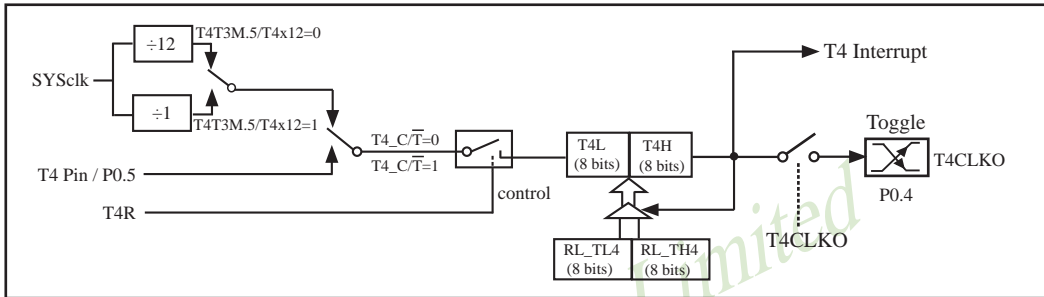 ÷12
T4T3M.5/T4x12=0
SYSclk
÷1
T4T3M.5/T4x12=1
T4 Pin / P0.5
T4R
T4_C/T̅=0
T4_C/T̅=1
control
T4L
(8 bits)
T4H
(8 bits)
RL_TL4
(8 bits)
RL_TH4
(8 bits)
T4 Interrupt
Toggle
T4CLKO
P0.4
T4CLKO
Limited